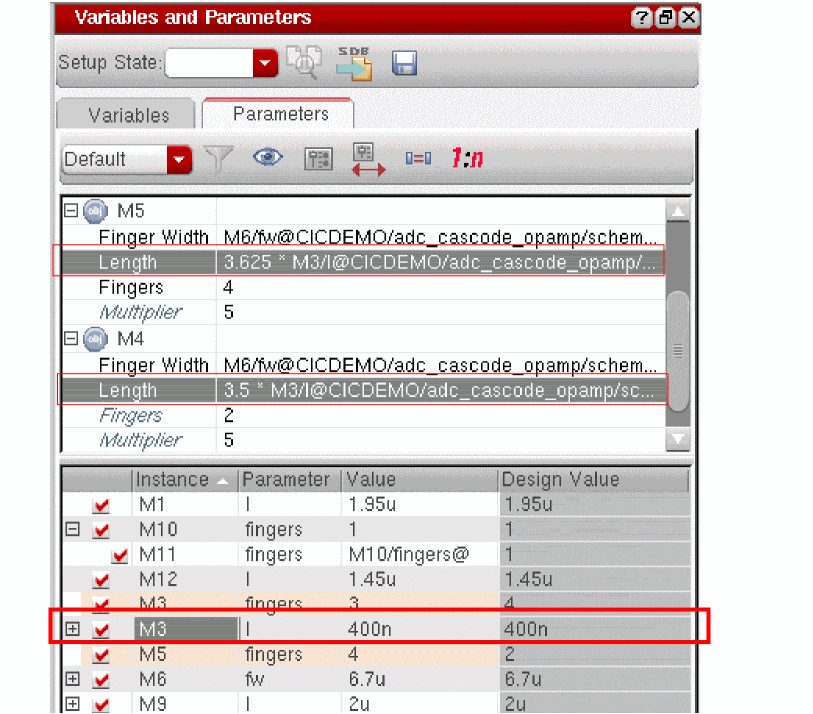 Variables and Parameters
Setup State:
SDB
Variables Parameters
Default 1:n
obj M5
Finger Width M6/fw@CICDEMO/adc_cascode_opamp/schem...
Length 3.625 * M3/l@CICDEMO/adc_cascode_opamp/...
Fingers 4
Multiplier 5
obj M4
Finger Width M6/fw@CICDEMO/adc_cascode_opamp/schem...
Length 3.5 * M3/l@CICDEMO/adc_cascode_opamp/sc...
Fingers 2
Multiplier 5
Instance Parameter Value Design Value
M1 l 1.95u 1.95u
M10 fingers 1 1
M11 fingers M10/fingers@ 1
M12 l 1.45u 1.45u
M3 fingers 3 4
M3 l 400n 400n
M5 fingers 4 2
M6 fw 6.7u 6.7u
M9 l 2u 2u